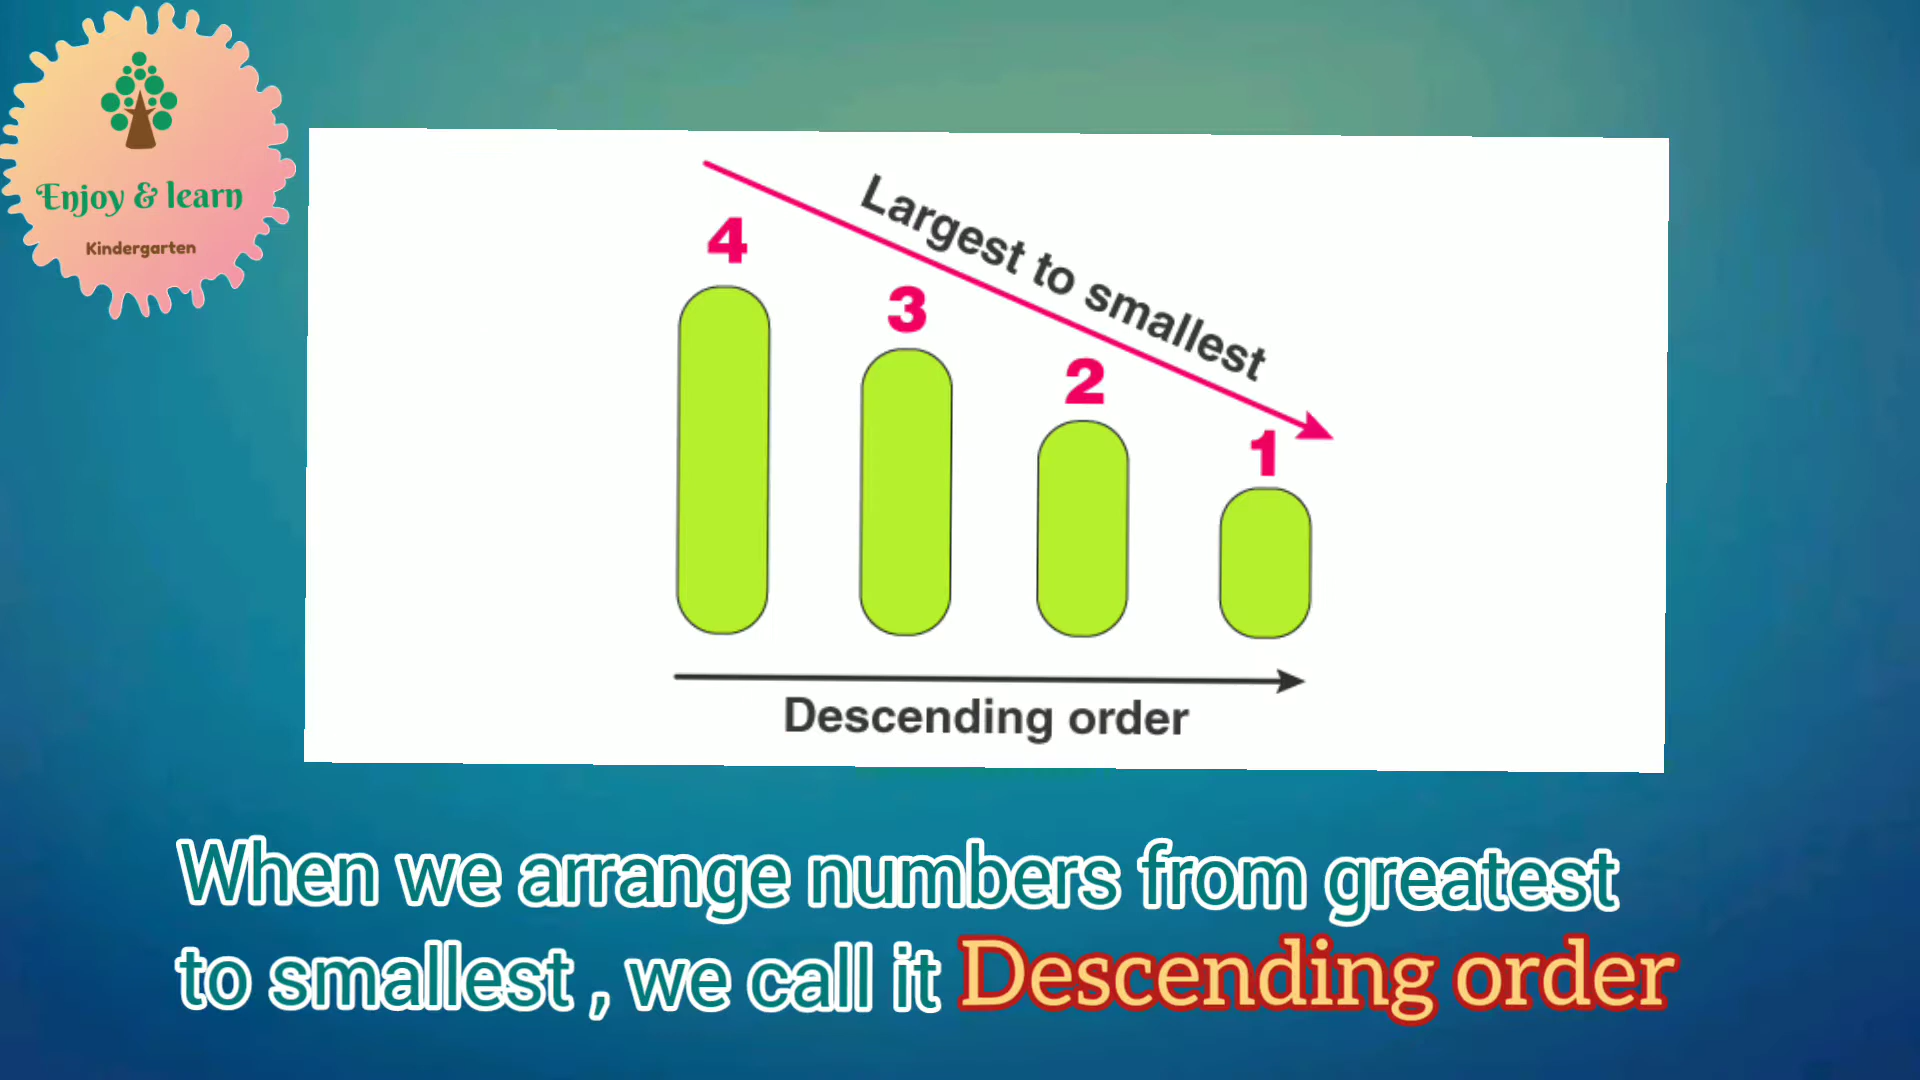 Enjoy & learn
Kindergarten
Largest to smallest
4
3
2
1
Descending order
When we arrange numbers from greatest
to smallest , we call it Descending order